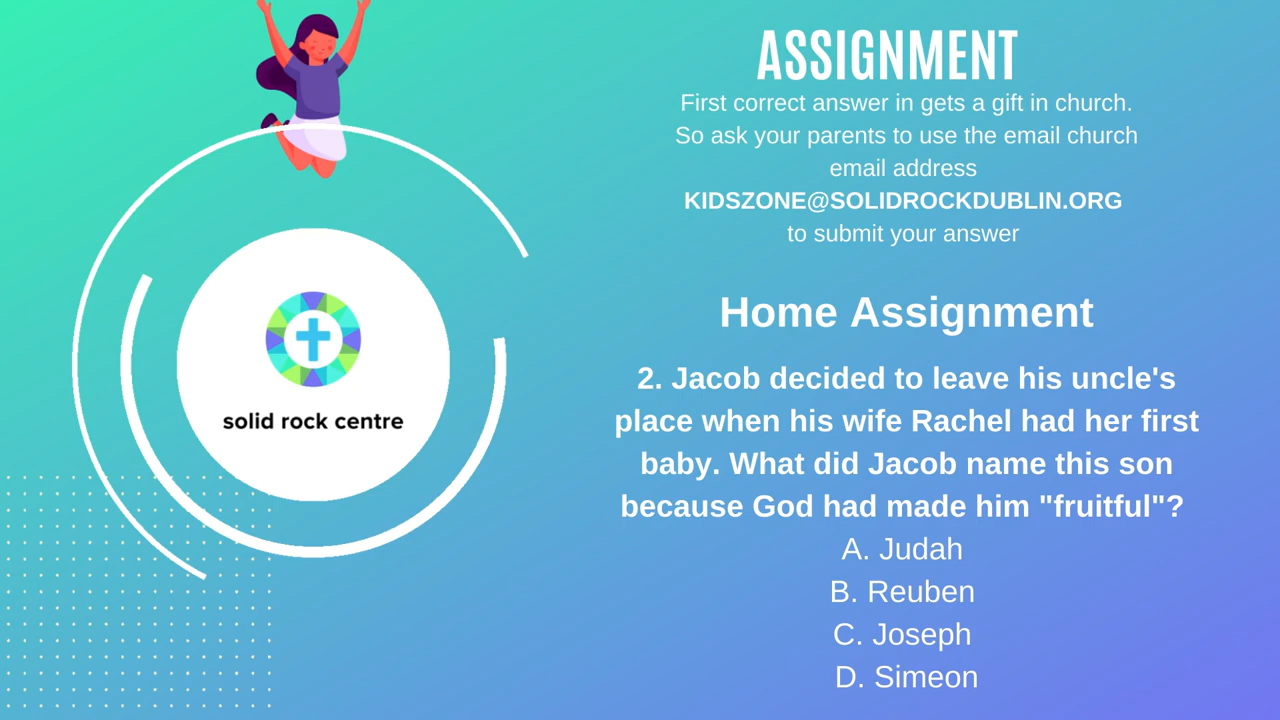 ASSIGNMENT
First correct answer in gets a gift in church.
So ask your parents to use the email church
email address
KIDSZONE@SOLIDROCKDUBLIN.ORG
to submit your answer
solid rock centre
Home Assignment
2. Jacob decided to leave his uncle's
place when his wife Rachel had her first
baby. What did Jacob name this son
because God had made him "fruitful"?
A. Judah
B. Reuben
C. Joseph
D. Simeon